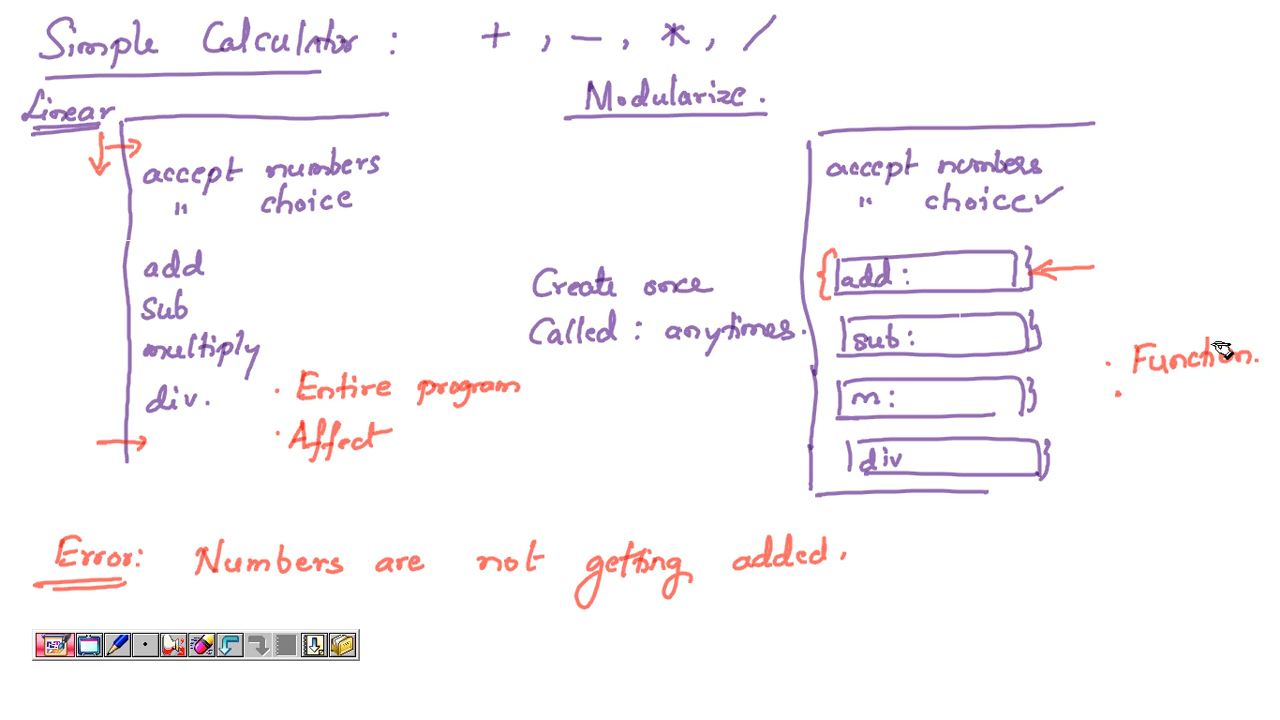 Simple Calculator : + , - , * , /
Linear
Modularize.
accept numbers
" choice
add
sub
multiply
div.
· Entire program
· Affect
Create once
Called : anytimes.
accept numbers
" choice ✓
{ add : }
sub : }
m : }
div }
· Function.
·
Error: Numbers are not getting added.